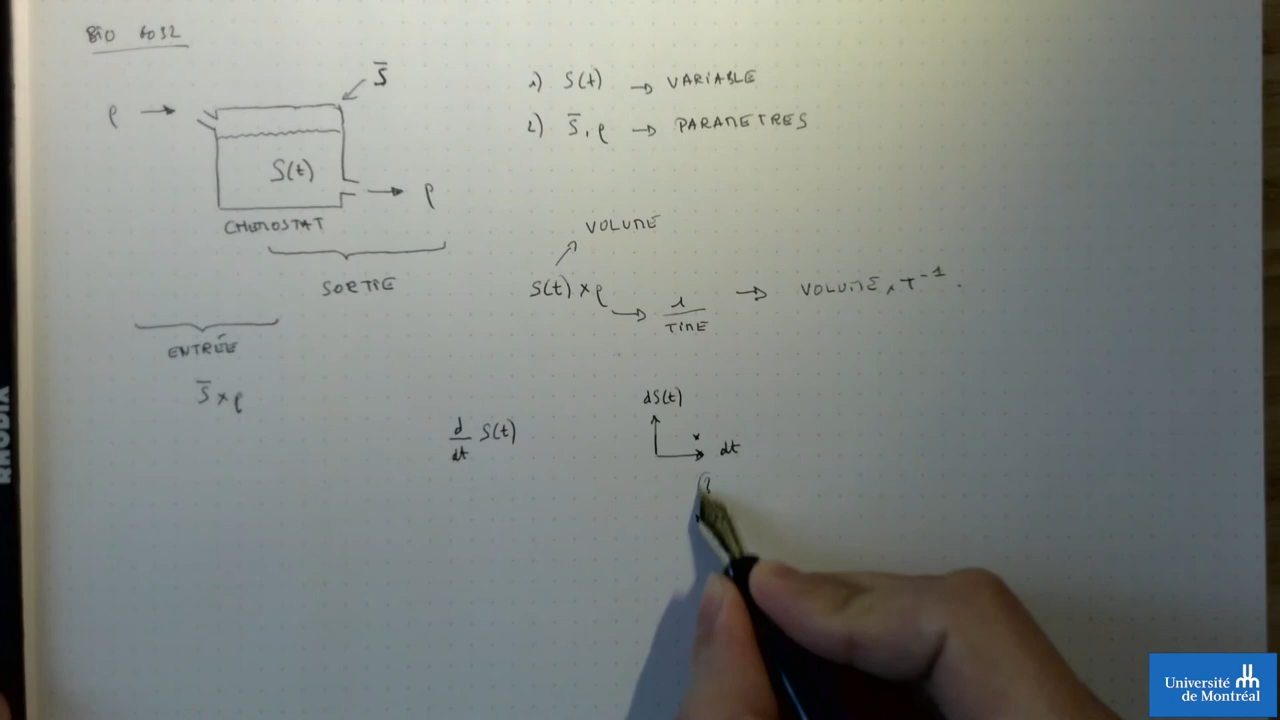 BIO 6032
S̄
ρ →
S(t)
→ ρ
CHEMOSTAT
SORTIE
ENTRÉE
S̄ × ρ
1) S(t) → VARIABLE
2) S̄, ρ → PARAMETRES
VOLUME
S(t) × ρ → 1/TIME → VOLUME × T⁻¹.
d/dt S(t)
dS(t)
dt
RHODIA
Université
de Montréal